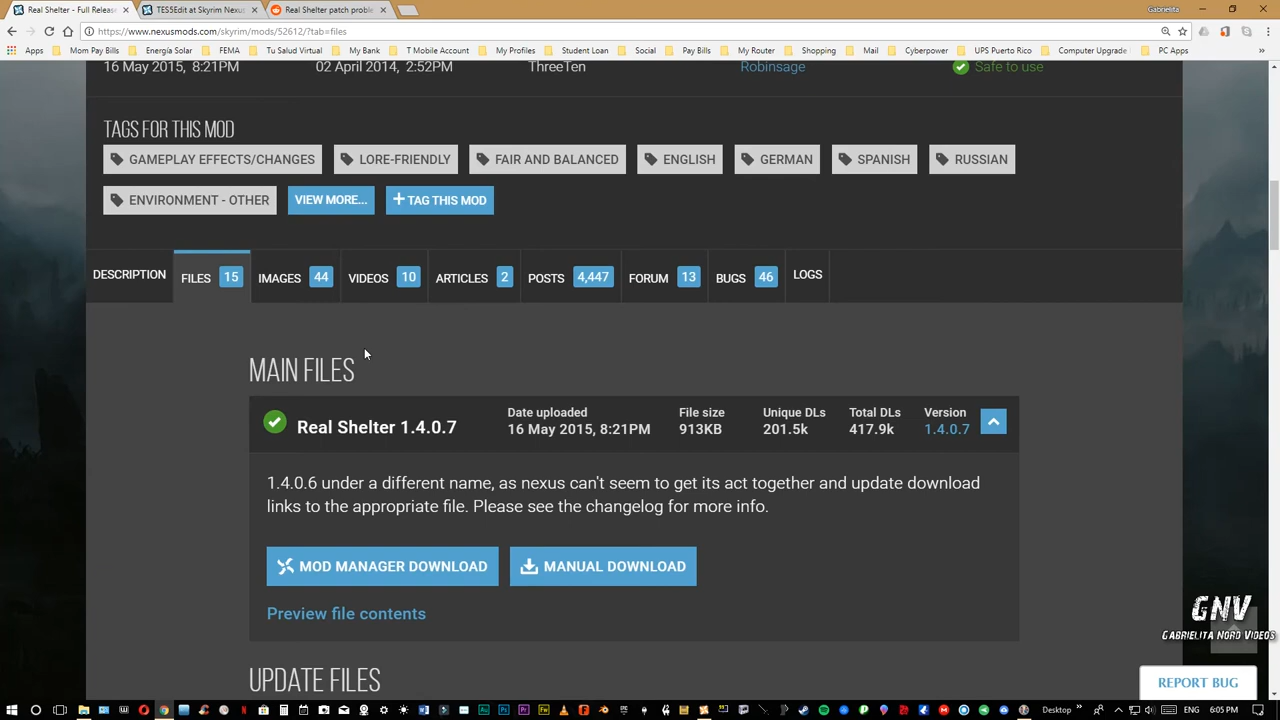 Real Shelter - Full Releas
TES5Edit at Skyrim Nexus
Real Shelter patch probl
Gabrielita
https://www.nexusmods.com/skyrim/mods/52612/?tab=files
Apps Mom Pay Bills Energía Solar FEMA Tu Salud Virtual My Bank T Mobile Account My Profiles Student Loan Social Pay Bills My Router Shopping Mail Cyberpower UPS Puerto Rico Computer Upgrade PC Apps
16 May 2015, 8:21PM 02 April 2014, 2:52PM ThreeTen Robinsage Safe to use
TAGS FOR THIS MOD
GAMEPLAY EFFECTS/CHANGES LORE-FRIENDLY FAIR AND BALANCED ENGLISH GERMAN SPANISH RUSSIAN
ENVIRONMENT - OTHER VIEW MORE... TAG THIS MOD
DESCRIPTION FILES 15 IMAGES 44 VIDEOS 10 ARTICLES 2 POSTS 4,447 FORUM 13 BUGS 46 LOGS
MAIN FILES
Real Shelter 1.4.0.7
Date uploaded File size Unique DLs Total DLs Version
16 May 2015, 8:21PM 913KB 201.5k 417.9k 1.4.0.7
1.4.0.6 under a different name, as nexus can't seem to get its act together and update download
links to the appropriate file. Please see the changelog for more info.
MOD MANAGER DOWNLOAD MANUAL DOWNLOAD
Preview file contents
GNV
GABRIELITA NORD VIDEOS
UPDATE FILES
REPORT BUG
Desktop ENG 6:05 PM